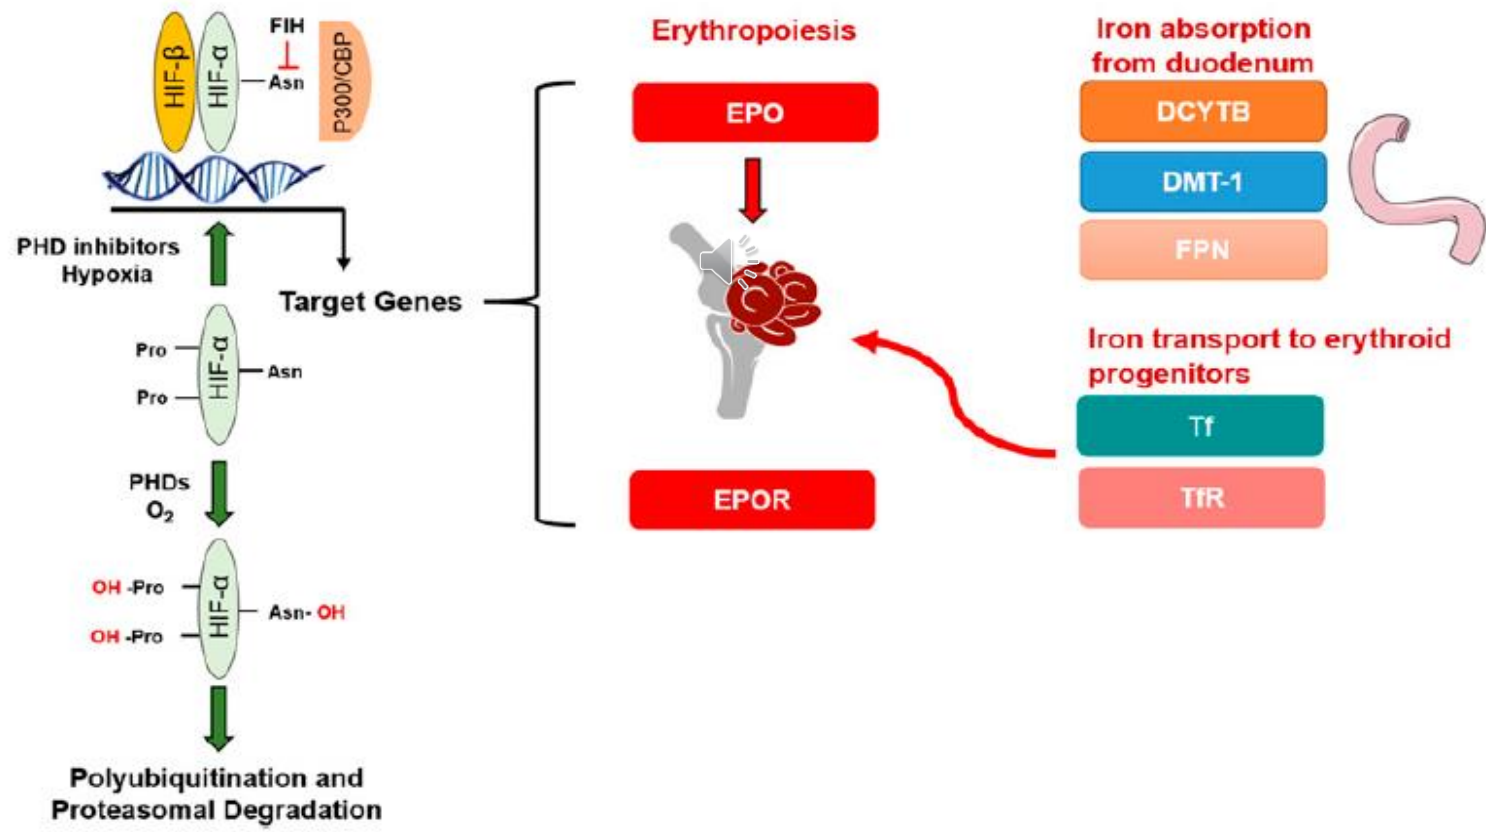 HIF-β
HIF-α
FIH
Asn
P300/CBP
PHD inhibitors
Hypoxia
Target Genes
Pro
Pro
HIF-α
Asn
PHDs
O₂
OH -Pro
OH -Pro
HIF-α
Asn- OH
Polyubiquitination and
Proteasomal Degradation
Erythropoiesis
EPO
EPOR
Iron absorption
from duodenum
DCYTB
DMT-1
FPN
Iron transport to erythroid
progenitors
Tf
TfR